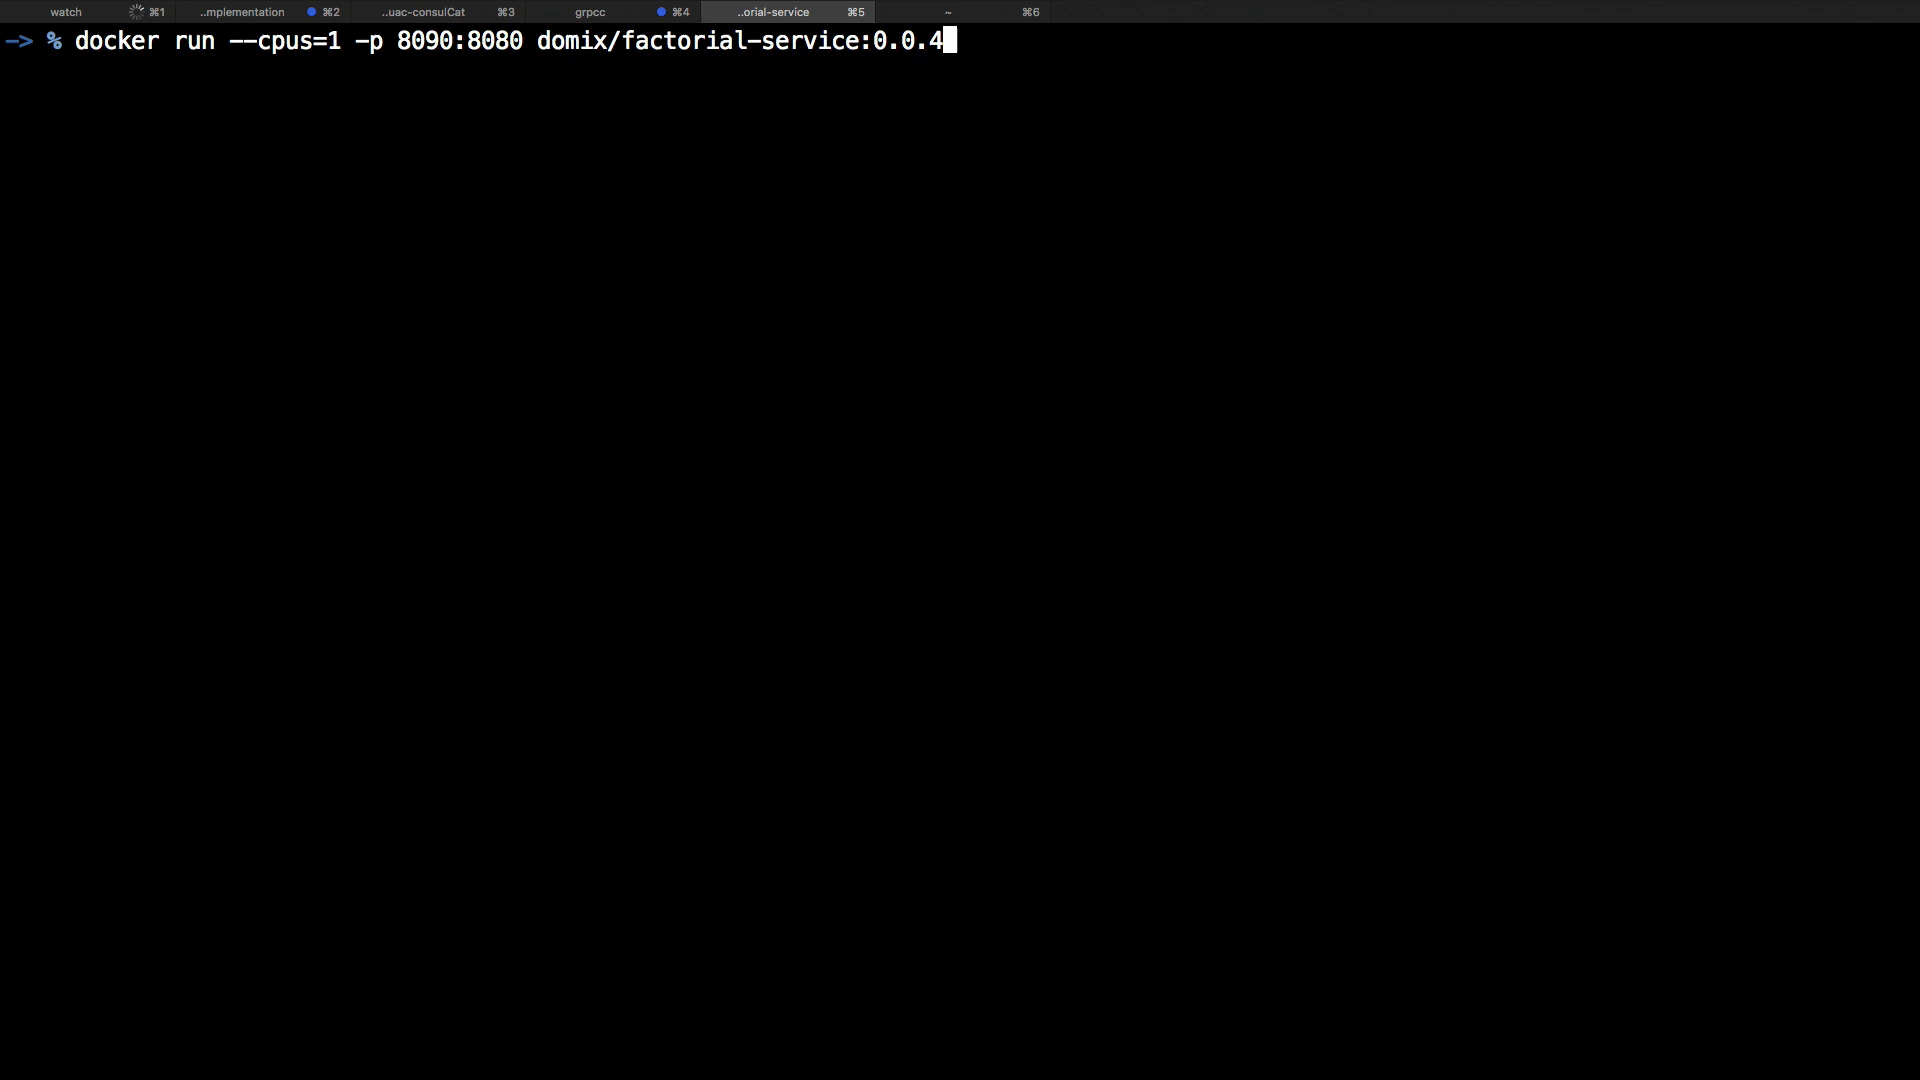 watch ⌘1 ..mplementation ⌘2 ..uac-consulCat ⌘3 grpcc ⌘4 ..orial-service ⌘5 ~ ⌘6
—> % docker run --cpus=1 -p 8090:8080 domix/factorial-service:0.0.4